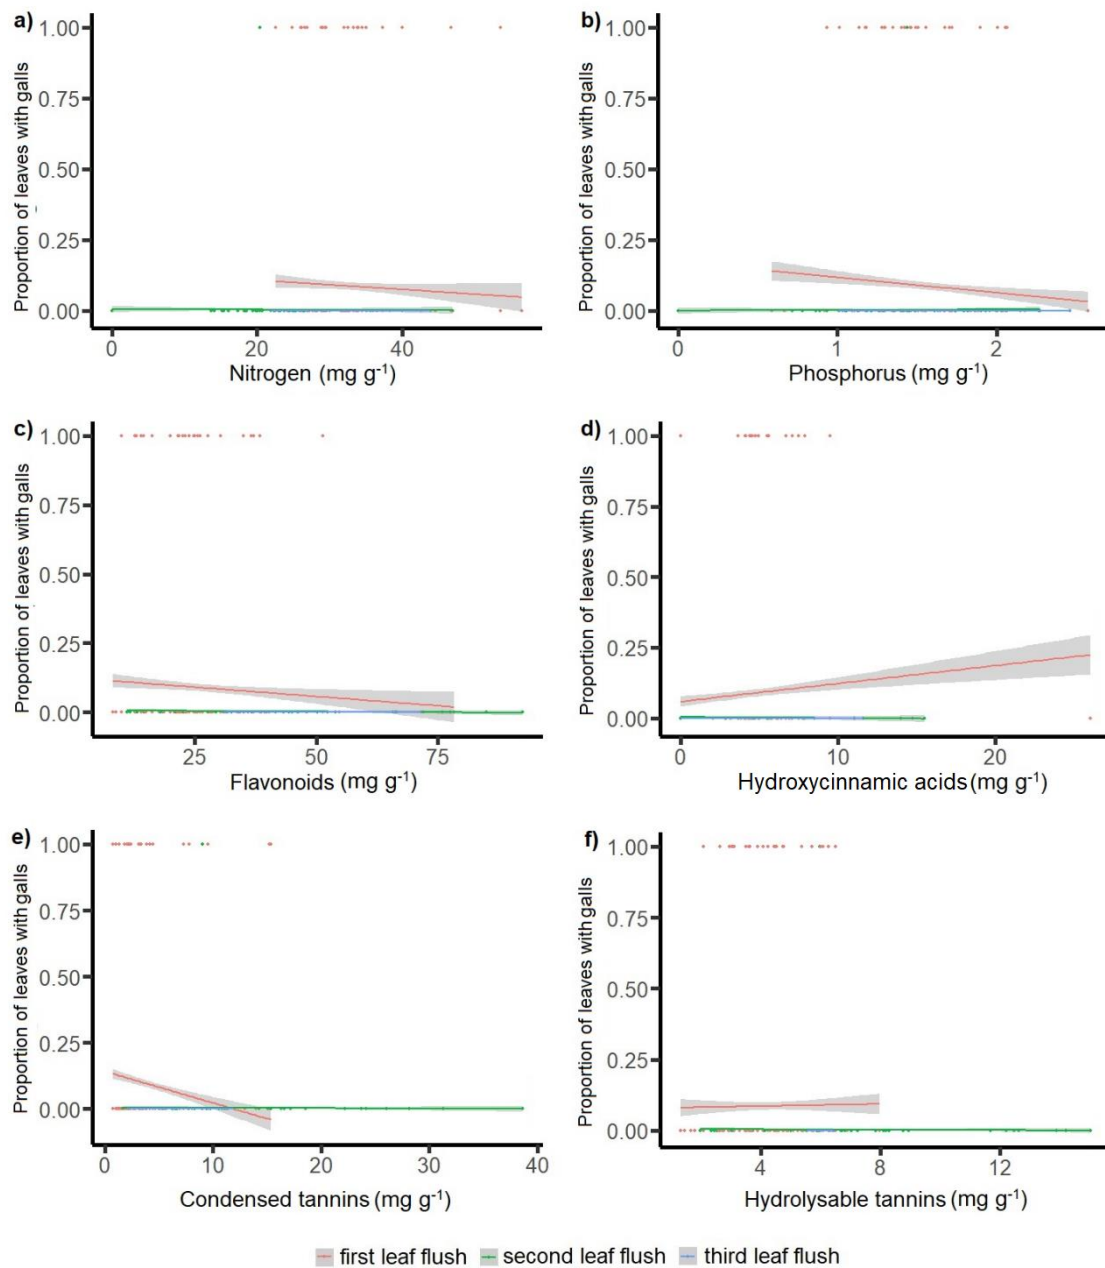 a)
b)
1.00
0.75
0.50
0.25
0.00
Proportion of leaves with galls
0 20 40
Nitrogen (mg g⁻¹)
1.00
0.75
0.50
0.25
0.00
Proportion of leaves with galls
0 1 2
Phosphorus (mg g⁻¹)
c)
d)
1.00
0.75
0.50
0.25
0.00
Proportion of leaves with galls
25 50 75
Flavonoids (mg g⁻¹)
1.00
0.75
0.50
0.25
0.00
Proportion of leaves with galls
0 10 20
Hydroxycinnamic acids (mg g⁻¹)
e)
f)
1.00
0.75
0.50
0.25
0.00
Proportion of leaves with galls
0 10 20 30 40
Condensed tannins (mg g⁻¹)
1.00
0.75
0.50
0.25
0.00
Proportion of leaves with galls
4 8 12
Hydrolysable tannins (mg g⁻¹)
first leaf flush second leaf flush third leaf flush